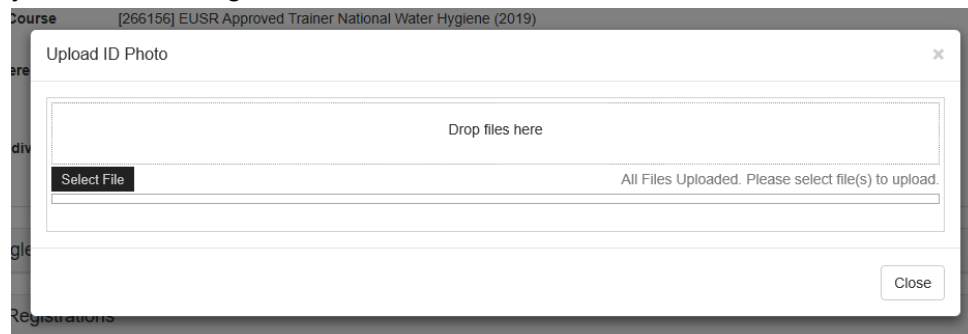 Course [266156] EUSR Approved Trainer National Water Hygiene (2019)
Upload ID Photo ×
Drop files here
Select File All Files Uploaded. Please select file(s) to upload.
Close
Registrations